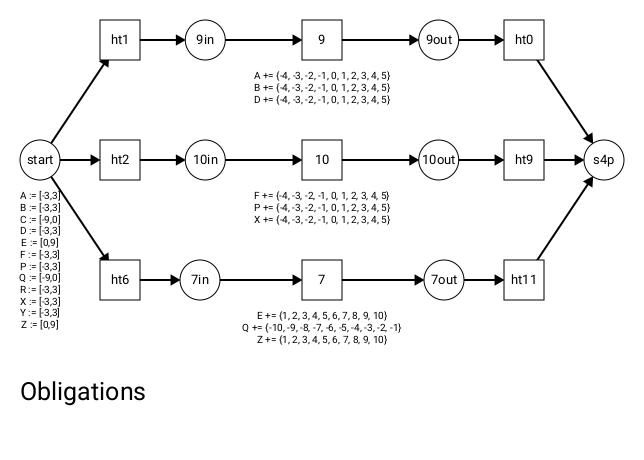 ht1 9in 9 9out ht0
A += {-4, -3, -2, -1, 0, 1, 2, 3, 4, 5}
B += {-4, -3, -2, -1, 0, 1, 2, 3, 4, 5}
D += {-4, -3, -2, -1, 0, 1, 2, 3, 4, 5}
start ht2 10in 10 10out ht9 s4p
A := [-3,3]
B := [-3,3]
C := [-9,0]
D := [-3,3]
E := [0,9]
F := [-3,3]
P := [-3,3]
Q := [-9,0]
R := [-3,3]
X := [-3,3]
Y := [-3,3]
Z := [0,9]
F += {-4, -3, -2, -1, 0, 1, 2, 3, 4, 5}
P += {-4, -3, -2, -1, 0, 1, 2, 3, 4, 5}
X += {-4, -3, -2, -1, 0, 1, 2, 3, 4, 5}
ht6 7in 7 7out ht11
E += {1, 2, 3, 4, 5, 6, 7, 8, 9, 10}
Q += {-10, -9, -8, -7, -6, -5, -4, -3, -2, -1}
Z += {1, 2, 3, 4, 5, 6, 7, 8, 9, 10}
Obligations